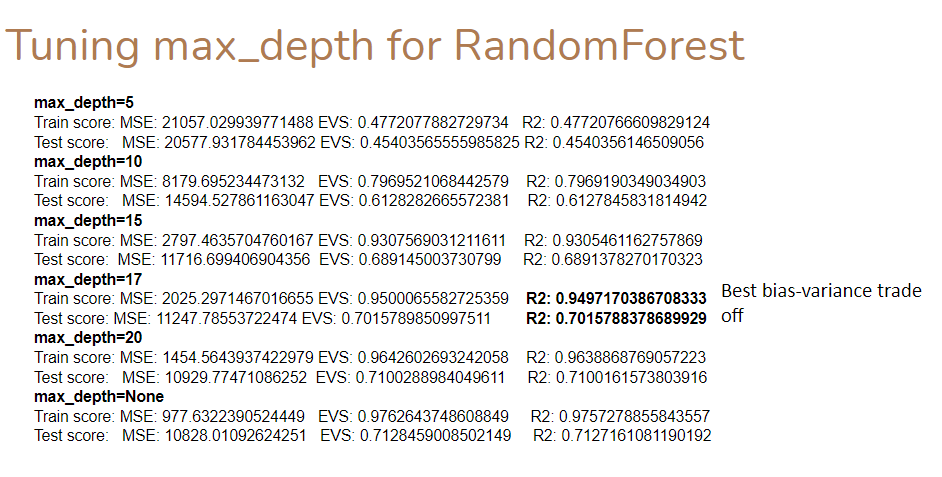 Tuning max_depth for RandomForest
max_depth=5
Train score: MSE: 21057.029939771488 EVS: 0.4772077882729734 R2: 0.47720766609829124
Test score: MSE: 20577.931784453962 EVS: 0.45403565555985825 R2: 0.4540356146509056
max_depth=10
Train score: MSE: 8179.695234473132 EVS: 0.7969521068442579 R2: 0.7969190349034903
Test score: MSE: 14594.527861163047 EVS: 0.6128282665572381 R2: 0.6127845831814942
max_depth=15
Train score: MSE: 2797.4635704760167 EVS: 0.9307569031211611 R2: 0.9305461162757869
Test score: MSE: 11716.699406904356 EVS: 0.689145003730799 R2: 0.6891378270170323
max_depth=17
Train score: MSE: 2025.2971467016655 EVS: 0.9500065582725359 R2: 0.9497170386708333
Test score: MSE: 11247.78553722474 EVS: 0.7015789850997511 R2: 0.7015788378689929
Best bias-variance trade
off
max_depth=20
Train score: MSE: 1454.5643937422979 EVS: 0.9642602693242058 R2: 0.9638868769057223
Test score: MSE: 10929.77471086252 EVS: 0.7100288984049611 R2: 0.7100161573803916
max_depth=None
Train score: MSE: 977.6322390524449 EVS: 0.9762643748608849 R2: 0.9757278855843557
Test score: MSE: 10828.01092624251 EVS: 0.7128459008502149 R2: 0.7127161081190192